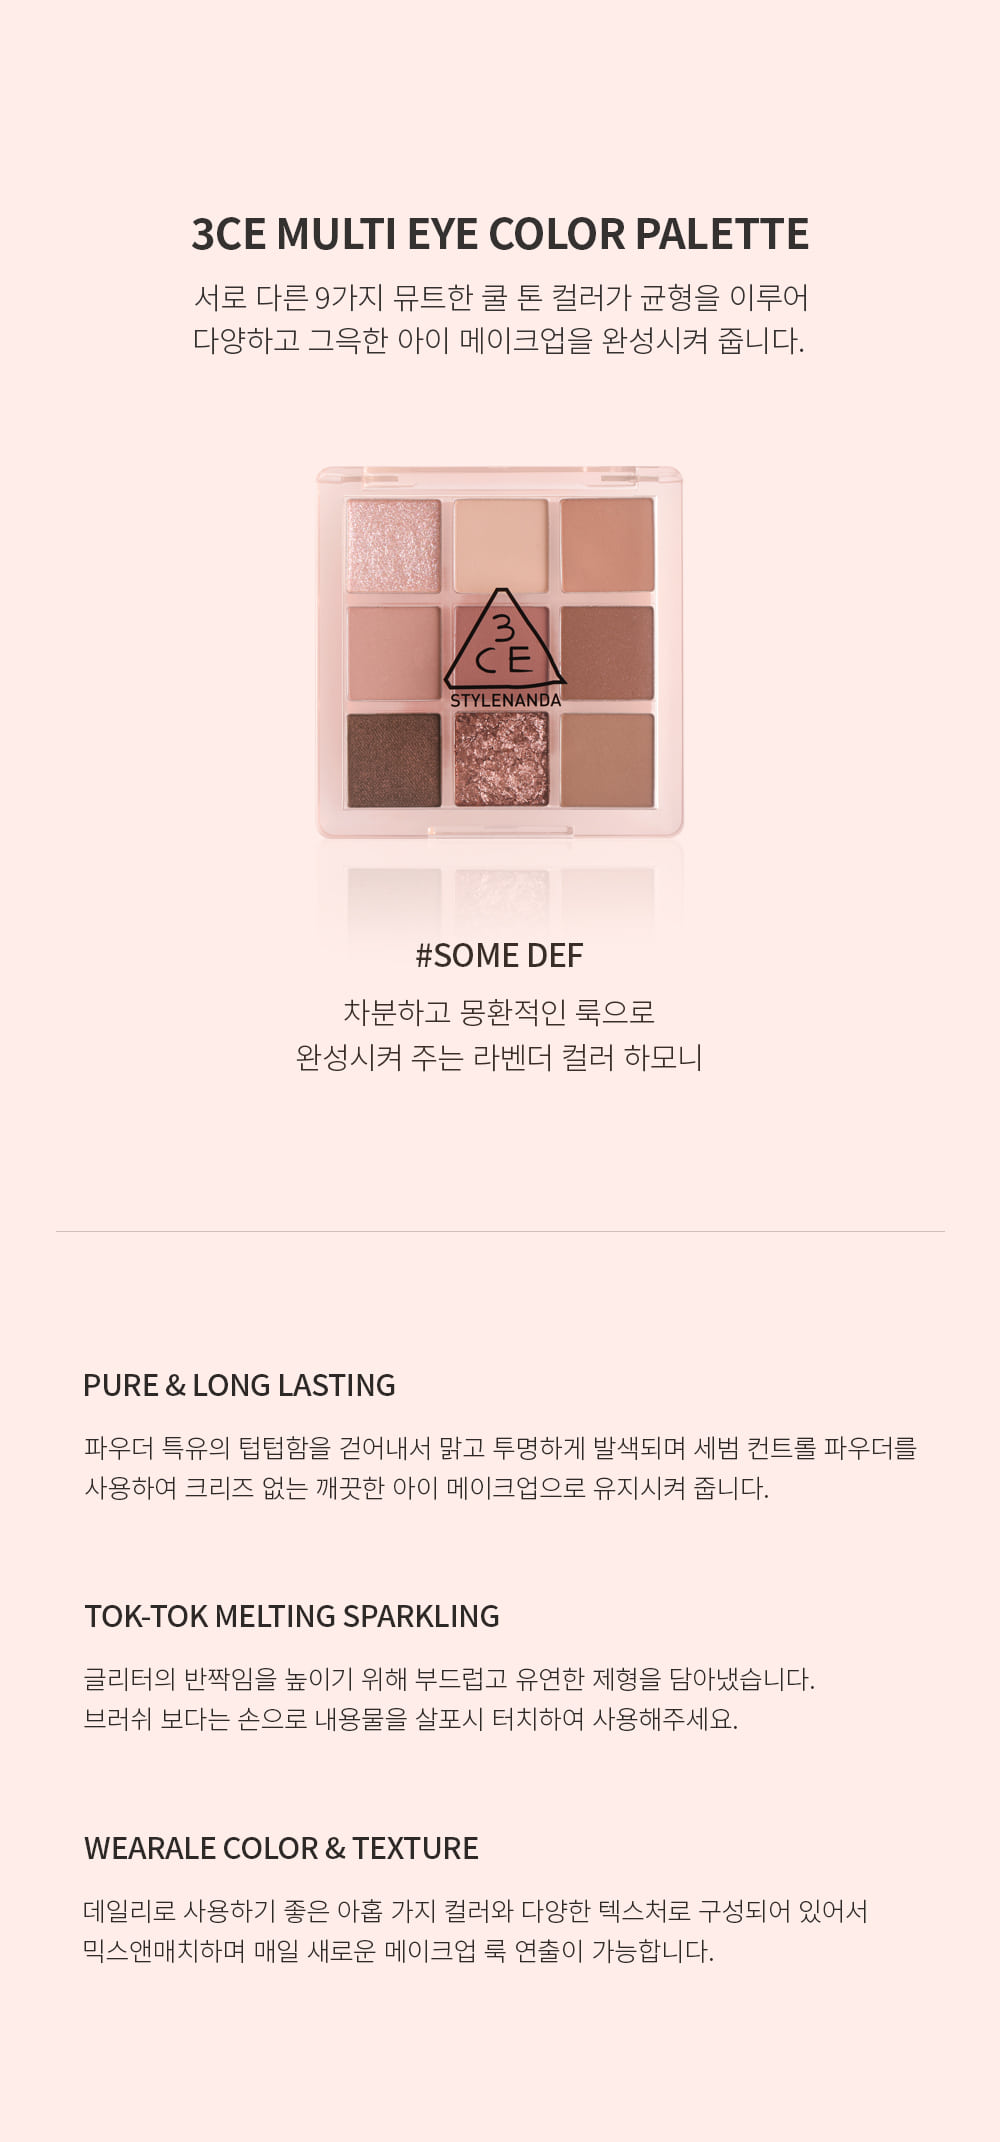 3CE MULTI EYE COLOR PALETTE
서로 다른 9가지 뮤트한 쿨 톤 컬러가 균형을 이루어
다양하고 그윽한 아이 메이크업을 완성시켜 줍니다.
3
CE
STYLENANDA
#SOME DEF
차분하고 몽환적인 룩으로
완성시켜 주는 라벤더 컬러 하모니
PURE & LONG LASTING
파우더 특유의 텁텁함을 걷어내서 맑고 투명하게 발색되며 세범 컨트롤 파우더를
사용하여 크리즈 없는 깨끗한 아이 메이크업으로 유지시켜 줍니다.
TOK-TOK MELTING SPARKLING
글리터의 반짝임을 높이기 위해 부드럽고 유연한 제형을 담아냈습니다.
브러쉬 보다는 손으로 내용물을 살포시 터치하여 사용해주세요.
WEARALE COLOR & TEXTURE
데일리로 사용하기 좋은 아홉 가지 컬러와 다양한 텍스처로 구성되어 있어서
믹스앤매치하며 매일 새로운 메이크업 룩 연출이 가능합니다.